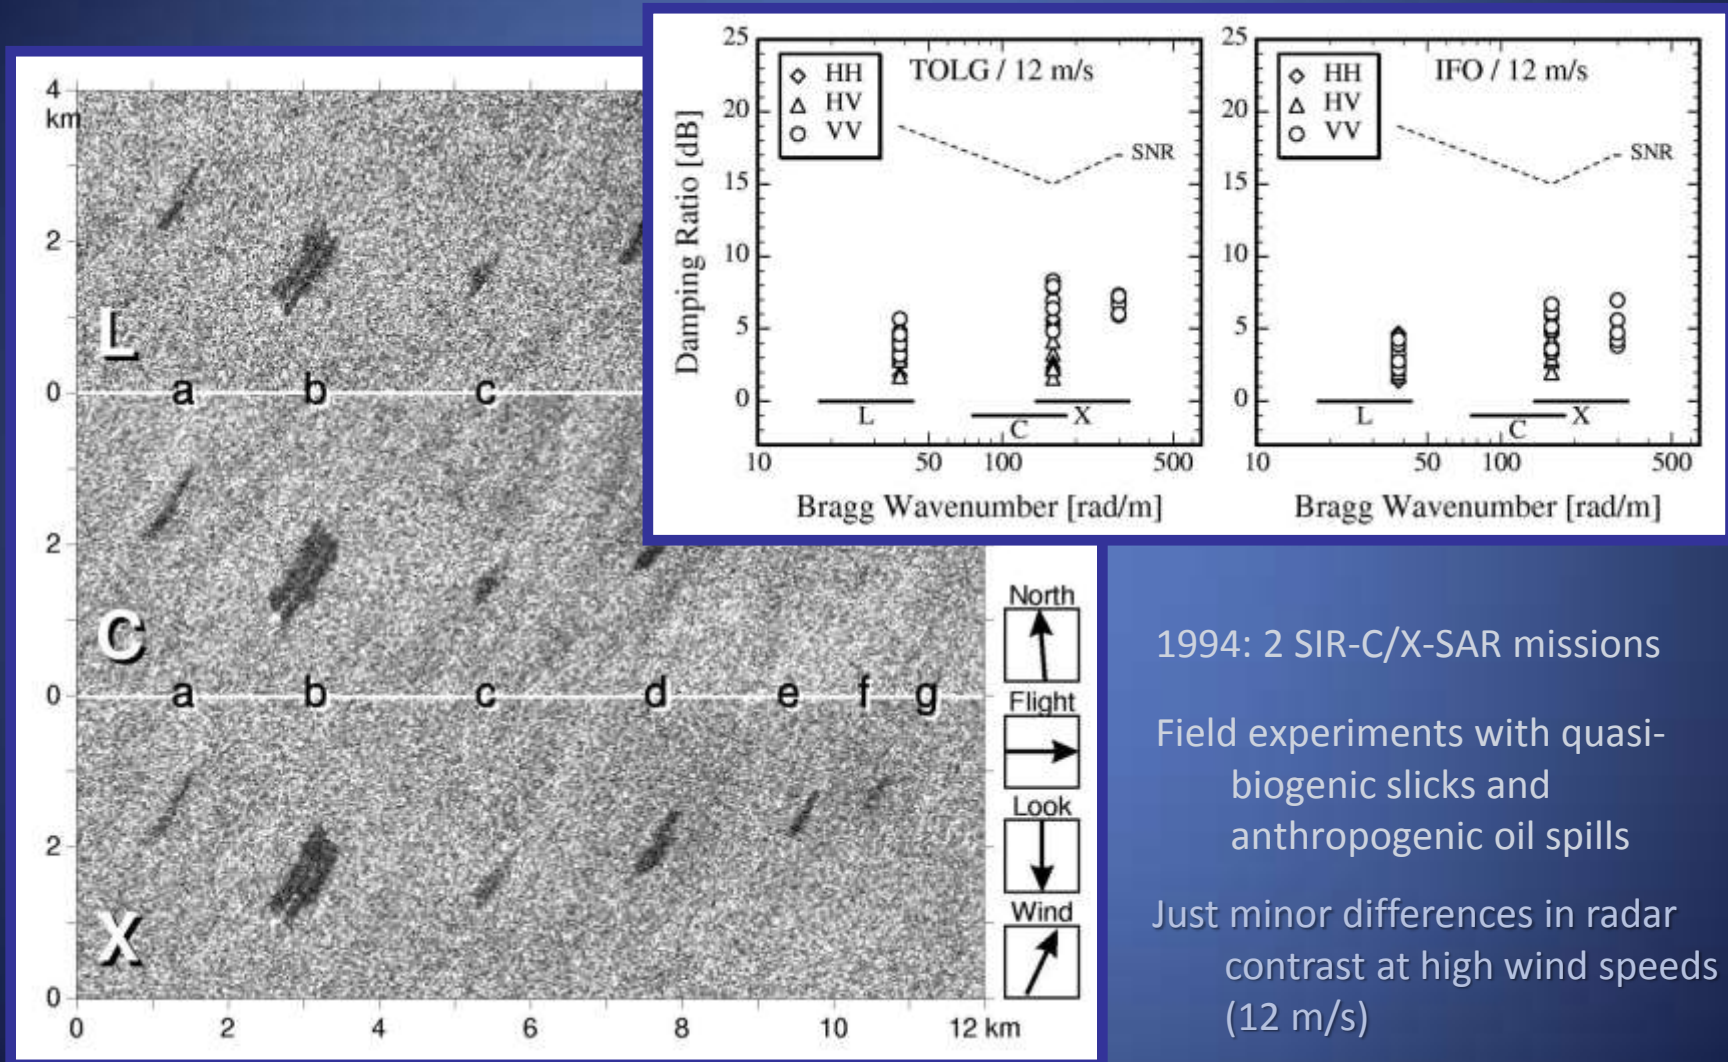 4
km
2
L
0
a b c
2
C
0
a b c d e f g
2
X
0
0 2 4 6 8 10 12 km
North
Flight
Look
Wind
25
20
15
10
5
0
Damping Ratio [dB]
HH
HV
VV
TOLG / 12 m/s
SNR
L
C
X
10 50 100 500
Bragg Wavenumber [rad/m]
25
20
15
10
5
0
HH
HV
VV
IFO / 12 m/s
SNR
L
C
X
10 50 100 500
Bragg Wavenumber [rad/m]
1994: 2 SIR-C/X-SAR missions
Field experiments with quasi-
biogenic slicks and
anthropogenic oil spills
Just minor differences in radar
contrast at high wind speeds
(12 m/s)